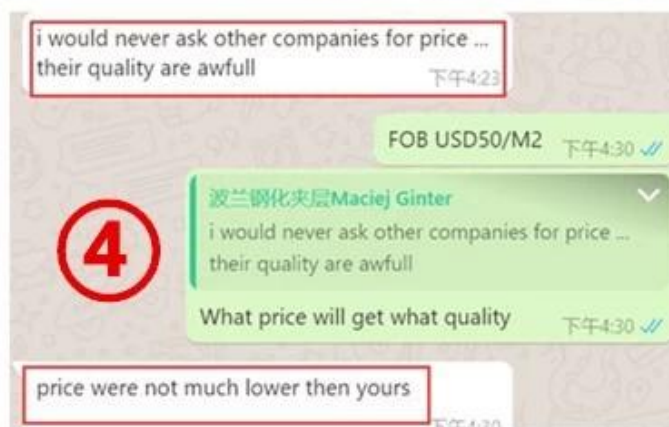 i would never ask other companies for price ...
their quality are awfull
下午4:23
FOB USD50/M2 下午4:30
波兰钢化夹层Maciej Ginter
i would never ask other companies for price ...
their quality are awfull
④
What price will get what quality 下午4:30
price were not much lower then yours